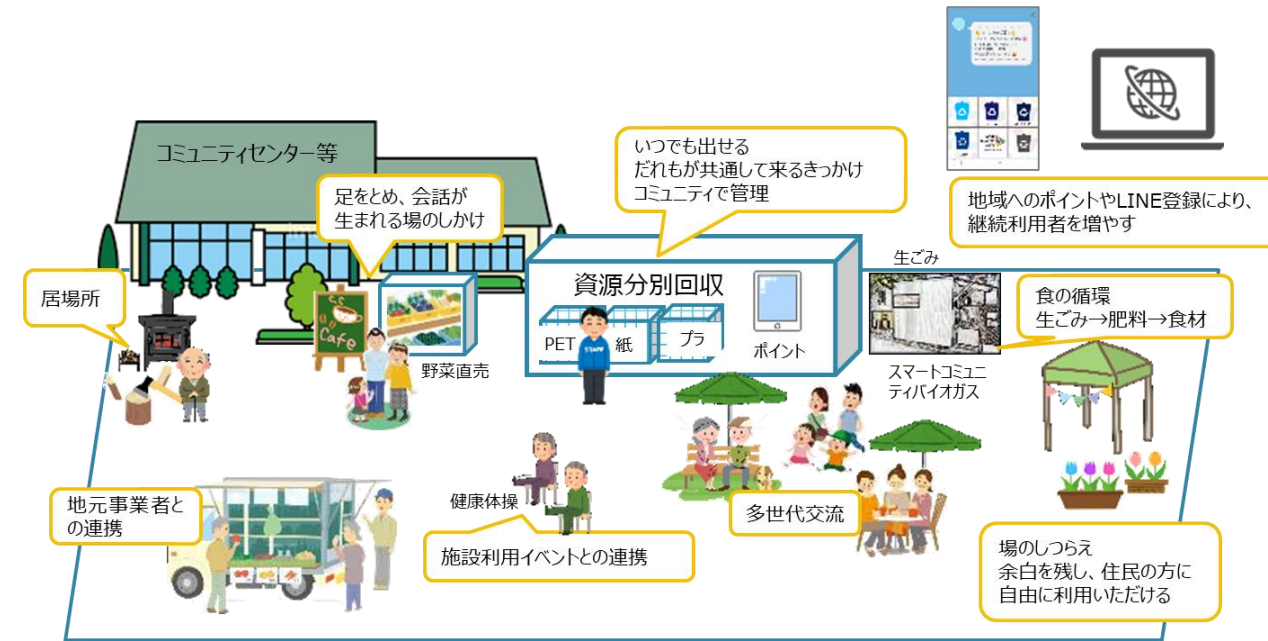 コミュニティセンター等
いつでも出せる
だれもが共通して来るきっかけ
コミュニティで管理
足をとめ、会話が
生まれる場のしかけ
地域へのポイントやLINE登録により、
継続利用者を増やす
居場所
Cafe
野菜直売
資源分別回収
PET
紙
プラ
STAFF
ポイント
生ごみ
スマートコミュニ
ティバイオガス
食の循環
生ごみ→肥料→食材
地元事業者と
の連携
健康体操
施設利用イベントとの連携
多世代交流
場のしつらえ
余白を残し、住民の方に
自由に利用いただける